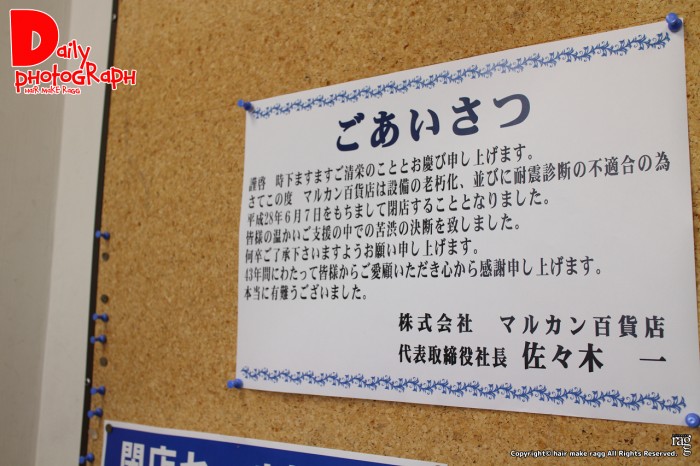 Daily
PHOTOGRAPH
HAIR MAKE RAGG
ごあいさつ
謹啓　時下ますますご清栄のこととお慶び申し上げます。
さてこの度　マルカン百貨店は設備の老朽化、並びに耐震診断の不適合の為
平成28年6月7日をもちまして閉店することとなりました。
皆様の温かいご支援の中での苦渋の決断を致しました。
何卒ご了承下さいますようお願い申し上げます。
43年間にわたって皆様からご愛顧いただき心から感謝申し上げます。
本当に有難うございました。
株式会社　マルカン百貨店
代表取締役社長　佐々木　一
ragg
Copyright© hair make ragg All Rights Reserved.